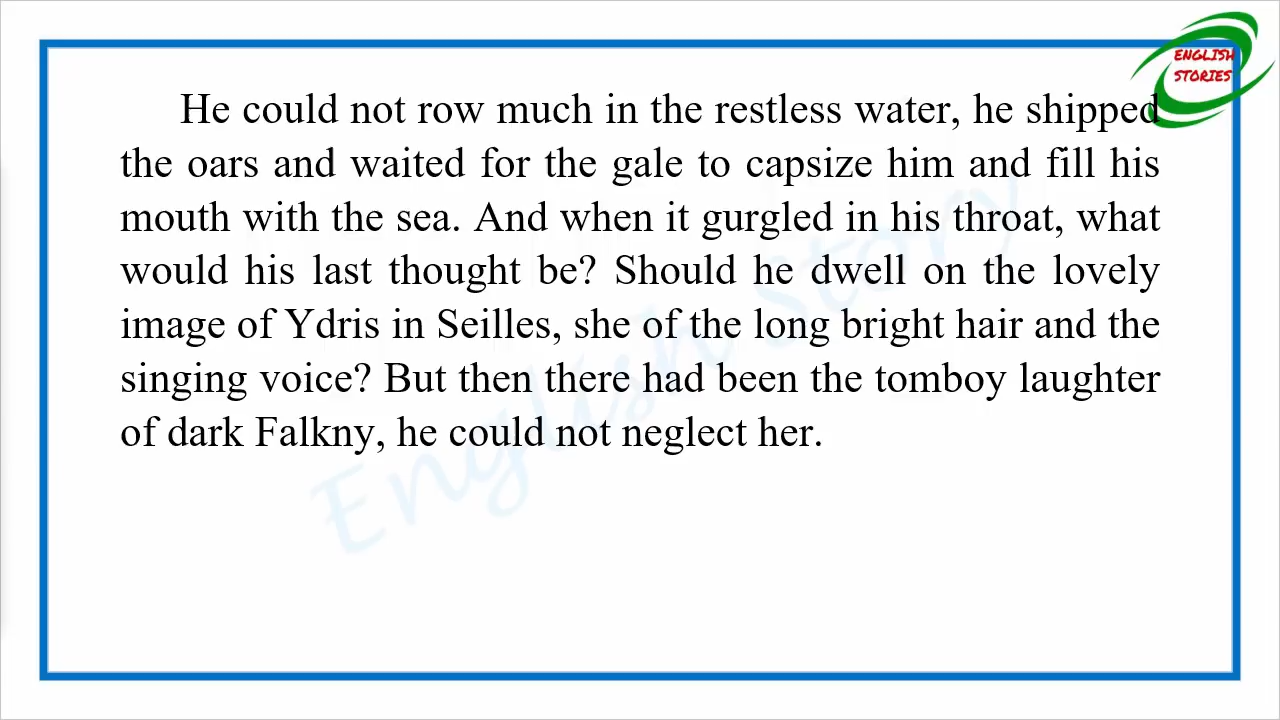 ENGLISH
STORIES
He could not row much in the restless water, he shipped
the oars and waited for the gale to capsize him and fill his
mouth with the sea. And when it gurgled in his throat, what
would his last thought be? Should he dwell on the lovely
image of Ydris in Seilles, she of the long bright hair and the
singing voice? But then there had been the tomboy laughter
of dark Falkny, he could not neglect her.
English Story